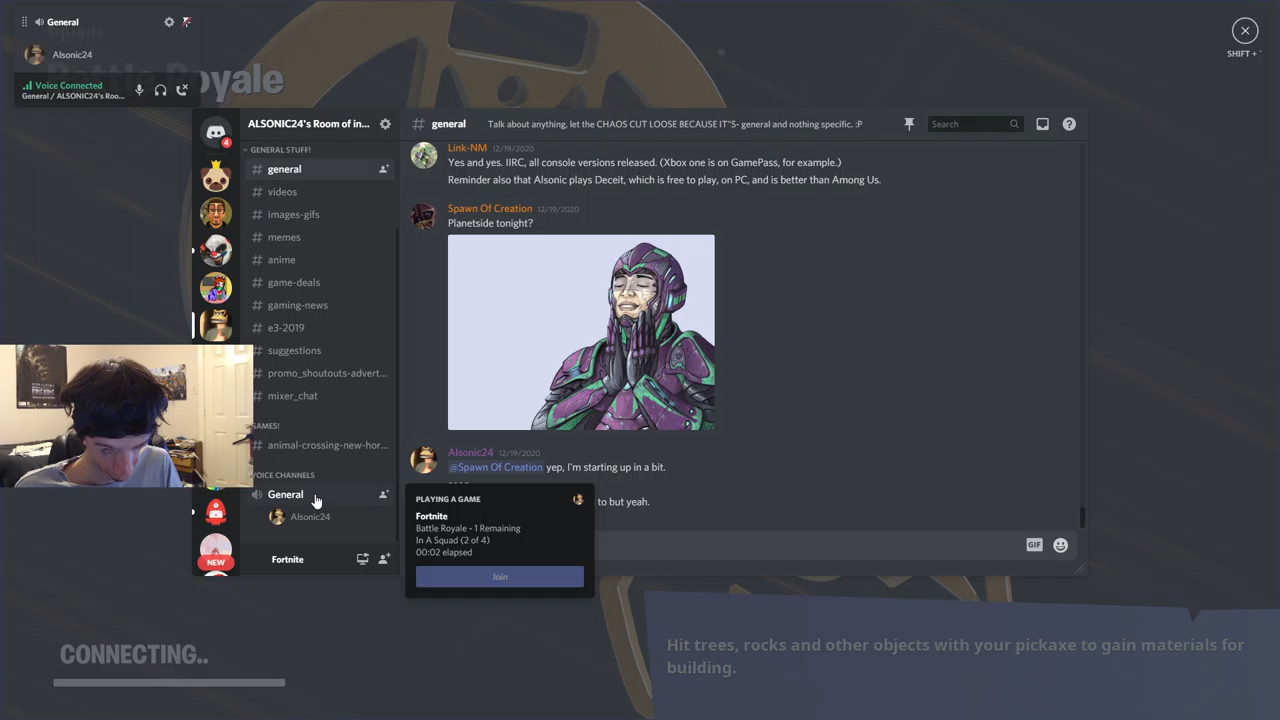 General
squads
Battle Royale
Alsonic24
Voice Connected
General / ALSONIC24's Roo...
SHIFT + `
4
ALSONIC24's Room of in...
# general
Talk about anything, let the CHAOS CUT LOOSE BECAUSE IT"S- general and nothing specific. :P
Search
GENERAL STUFF!
# general
# videos
# images-gifs
# memes
# anime
# game-deals
# gaming-news
# e3-2019
# suggestions
# promo_shoutouts-advert...
# mixer_chat
GAMES!
animal-crossing-new-hor...
VOICE CHANNELS
General
Alsonic24
NEW
Fortnite
Link-NM 12/19/2020
Yes and yes. IIRC, all console versions released. (Xbox one is on GamePass, for example.)
Reminder also that Alsonic plays Deceit, which is free to play, on PC, and is better than Among Us.
Spawn Of Creation 12/19/2020
Planetside tonight?
Alsonic24 12/19/2020
@Spawn Of Creation yep, I'm starting up in a bit.
to but yeah.
PLAYING A GAME
Fortnite
Battle Royale - 1 Remaining
In A Squad (2 of 4)
00:02 elapsed
Join
GIF
CONNECTING..
Hit trees, rocks and other objects with your pickaxe to gain materials for
building.